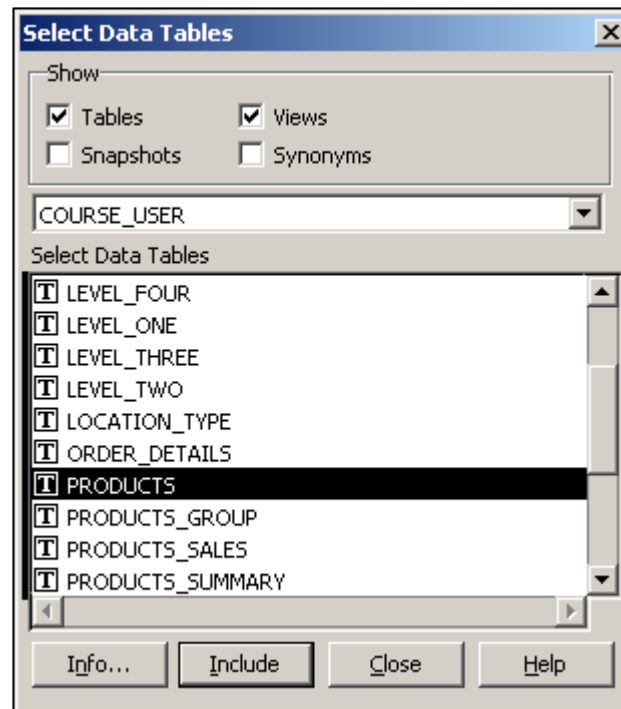 Select Data Tables
Show
Tables Views
Snapshots Synonyms
COURSE_USER
Select Data Tables
T LEVEL_FOUR
T LEVEL_ONE
T LEVEL_THREE
T LEVEL_TWO
T LOCATION_TYPE
T ORDER_DETAILS
T PRODUCTS
T PRODUCTS_GROUP
T PRODUCTS_SALES
T PRODUCTS_SUMMARY
Info... Include Close Help